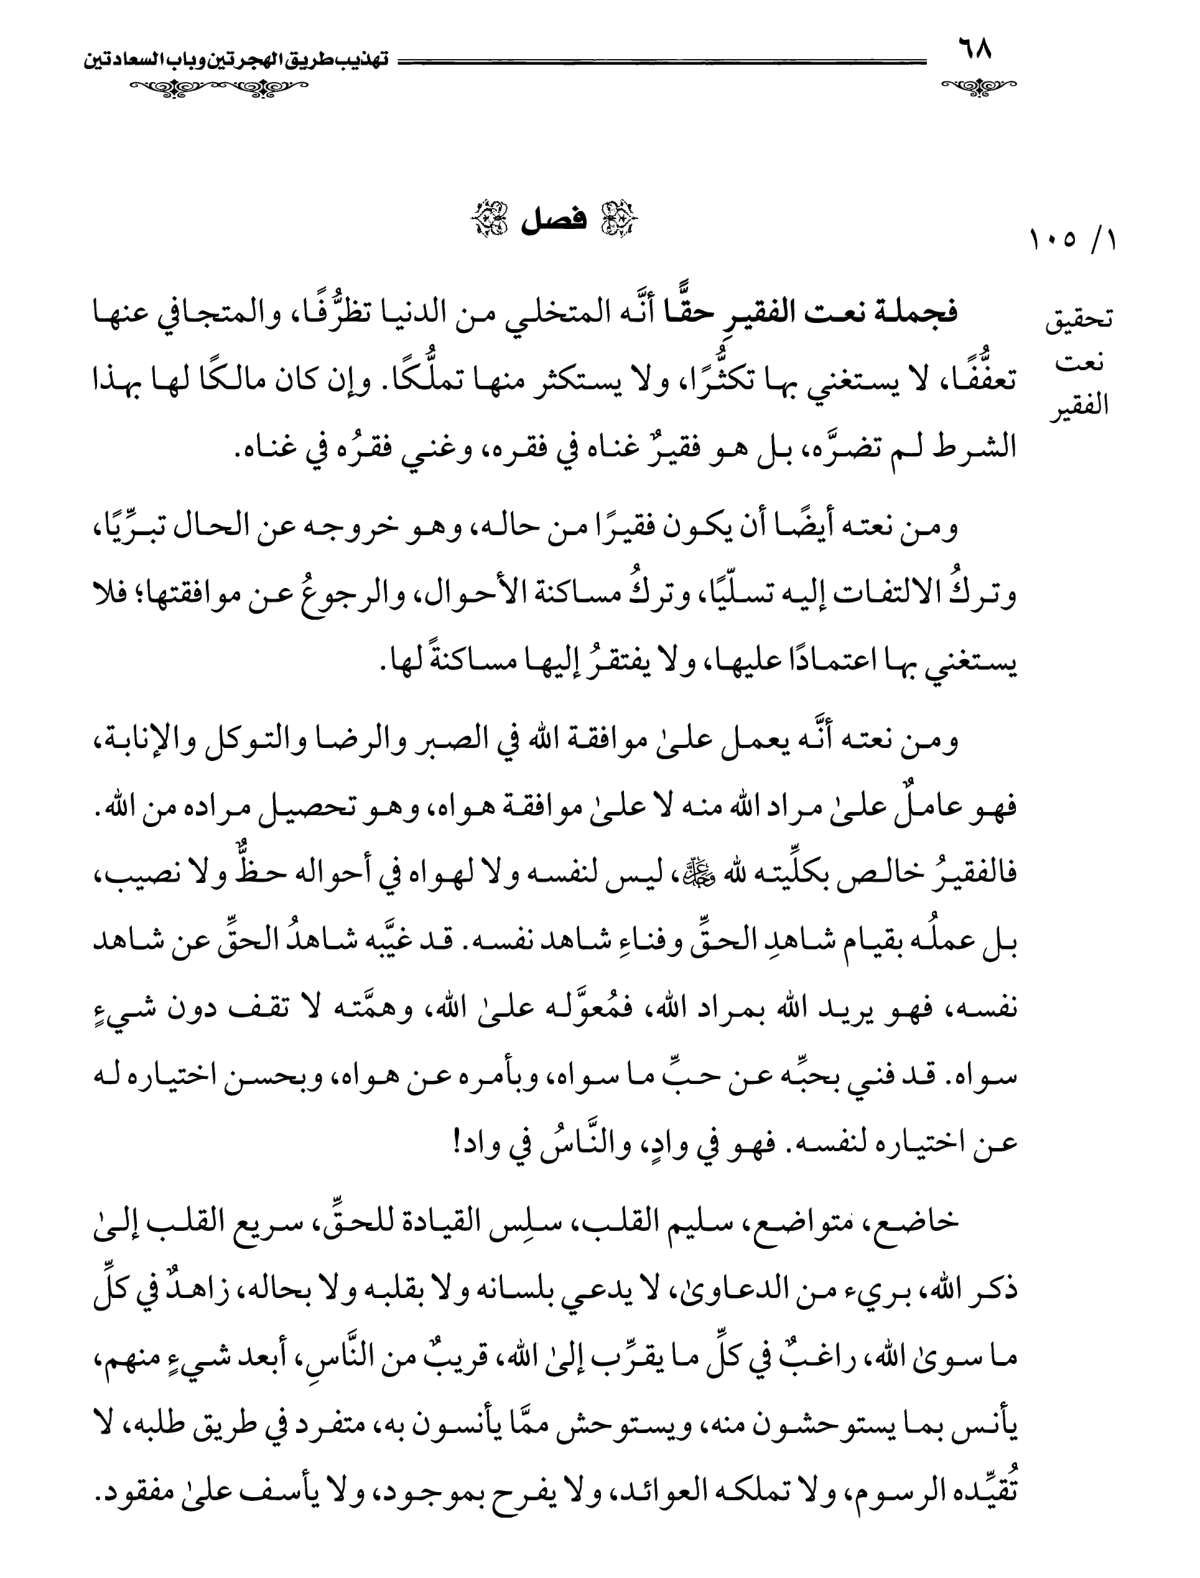 ٦٨
تهذيب طريق الهجرتين وباب السعادتين
فصل
١/ ١٠٥
تحقيق
نعت
الفقير
فجملة نعت الفقيرِ حقًّا أنَّه المتخلي من الدنيا تظرُّفًا، والمتجافي عنها
تعفُّفًا، لا يستغني بها تكثُّرًا، ولا يستكثر منها تملُّكًا. وإن كان مالكًا لها بهذا
الشرط لم تضرَّه، بل هو فقيرٌ غناه في فقره، وغني فقرُه في غناه.
ومن نعته أيضًا أن يكون فقيرًا من حاله، وهو خروجه عن الحال تبرِّيًا،
وتركُ الالتفات إليه تسلّيًا، وتركُ مساكنة الأحوال، والرجوعُ عن موافقتها؛ فلا
يستغني بها اعتمادًا عليها، ولا يفتقرُ إليها مساكنةً لها.
ومن نعته أنَّه يعمل علىٰ موافقة الله في الصبر والرضا والتوكل والإنابة،
فهو عاملٌ علىٰ مراد الله منه لا علىٰ موافقة هواه، وهو تحصيل مراده من الله.
فالفقيرُ خالص بكلِّيته لله عَزَّوَجَلَّ، ليس لنفسه ولا لهواه في أحواله حظٌّ ولا نصيب،
بل عملُه بقيام شاهدِ الحقِّ وفناءِ شاهد نفسه. قد غيَّبه شاهدُ الحقِّ عن شاهد
نفسه، فهو يريد الله بمراد الله، فمُعوَّله علىٰ الله، وهمَّته لا تقف دون شيءٍ
سواه. قد فني بحبِّه عن حبِّ ما سواه، وبأمره عن هواه، وبحسن اختياره له
عن اختياره لنفسه. فهو في وادٍ، والنَّاسُ في واد!
خاضع، متواضع، سليم القلب، سلِس القيادة للحقِّ، سريع القلب إلىٰ
ذكر الله، بريء من الدعاوىٰ، لا يدعي بلسانه ولا بقلبه ولا بحاله، زاهدٌ في كلِّ
ما سوىٰ الله، راغبٌ في كلِّ ما يقرِّب إلىٰ الله، قريبٌ من النَّاسِ، أبعد شيءٍ منهم،
يأنس بما يستوحشون منه، ويستوحش ممَّا يأنسون به، متفرد في طريق طلبه، لا
تُقيِّده الرسوم، ولا تملكه العوائد، ولا يفرح بموجود، ولا يأسف علىٰ مفقود.